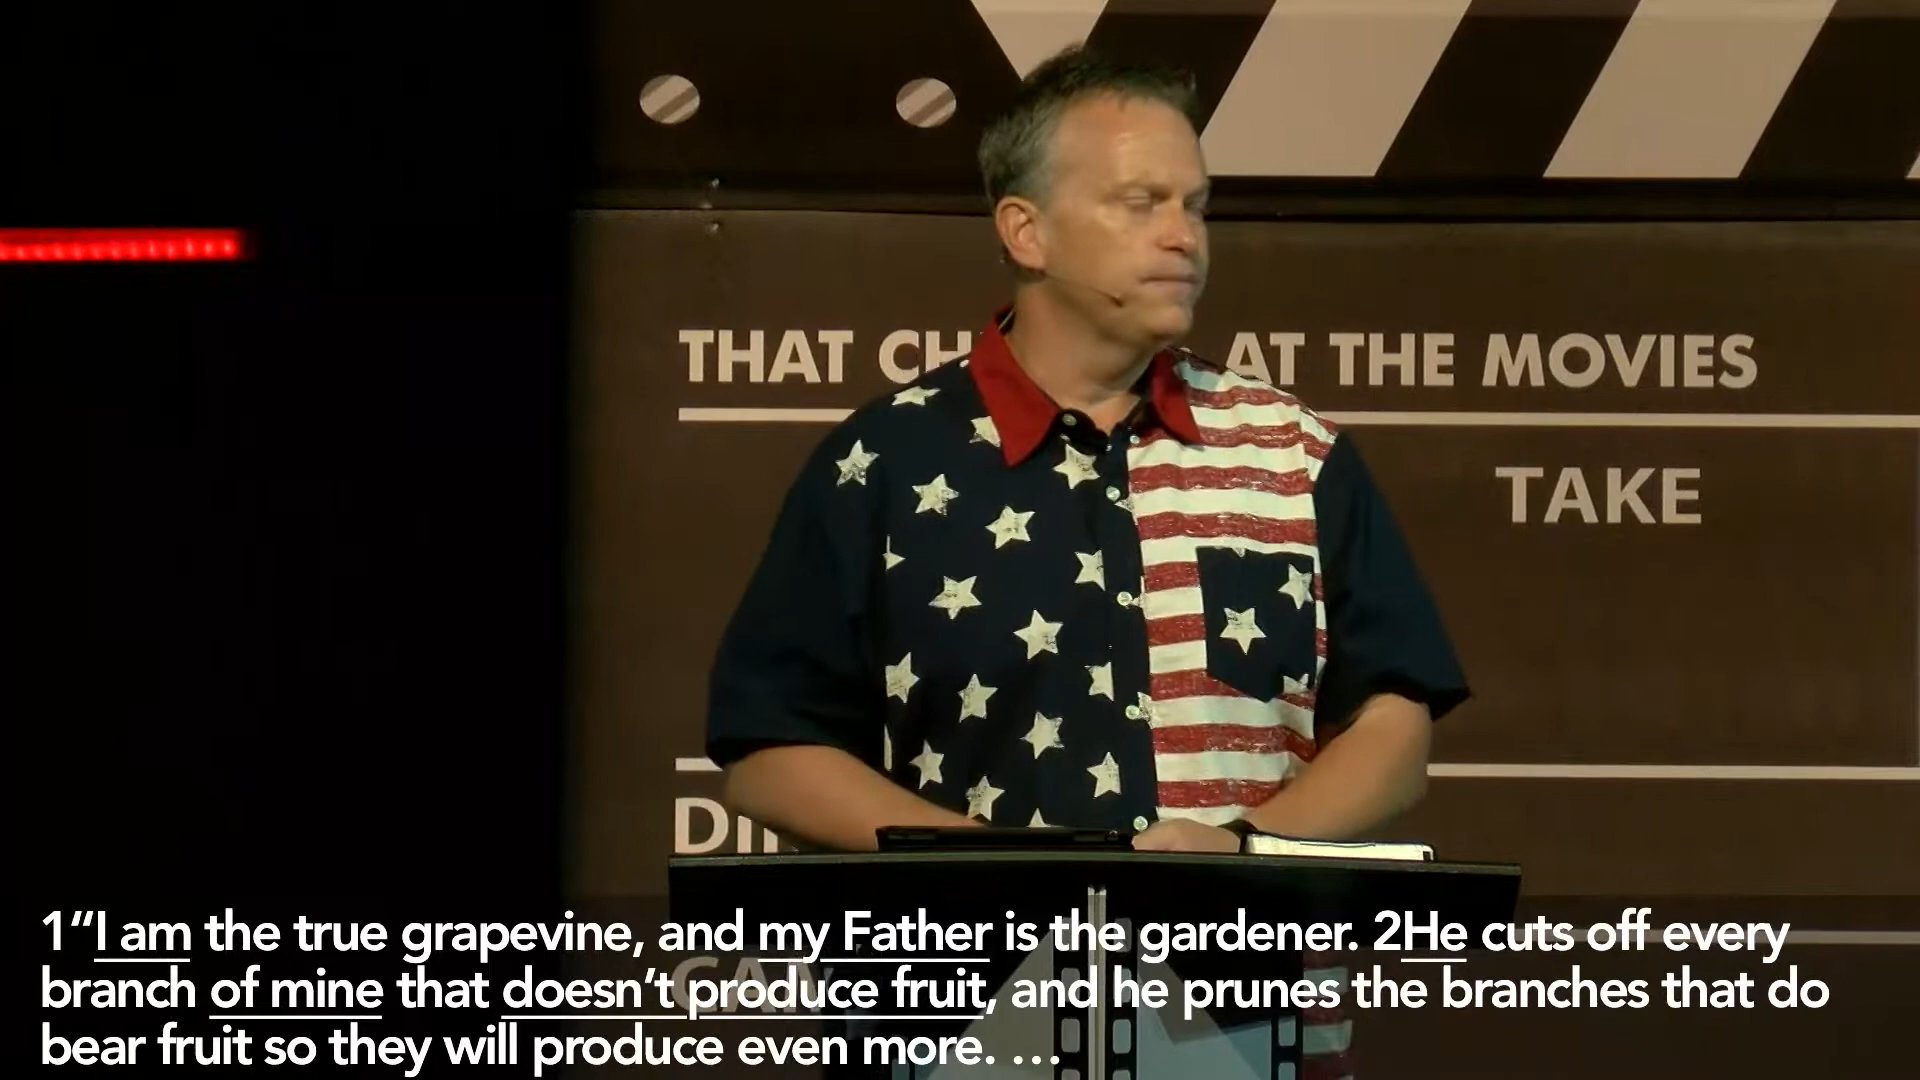 THAT CH AT THE MOVIES
TAKE
1“I am the true grapevine, and my Father is the gardener. 2He cuts off every
branch of mine that doesn’t produce fruit, and he prunes the branches that do
bear fruit so they will produce even more. …